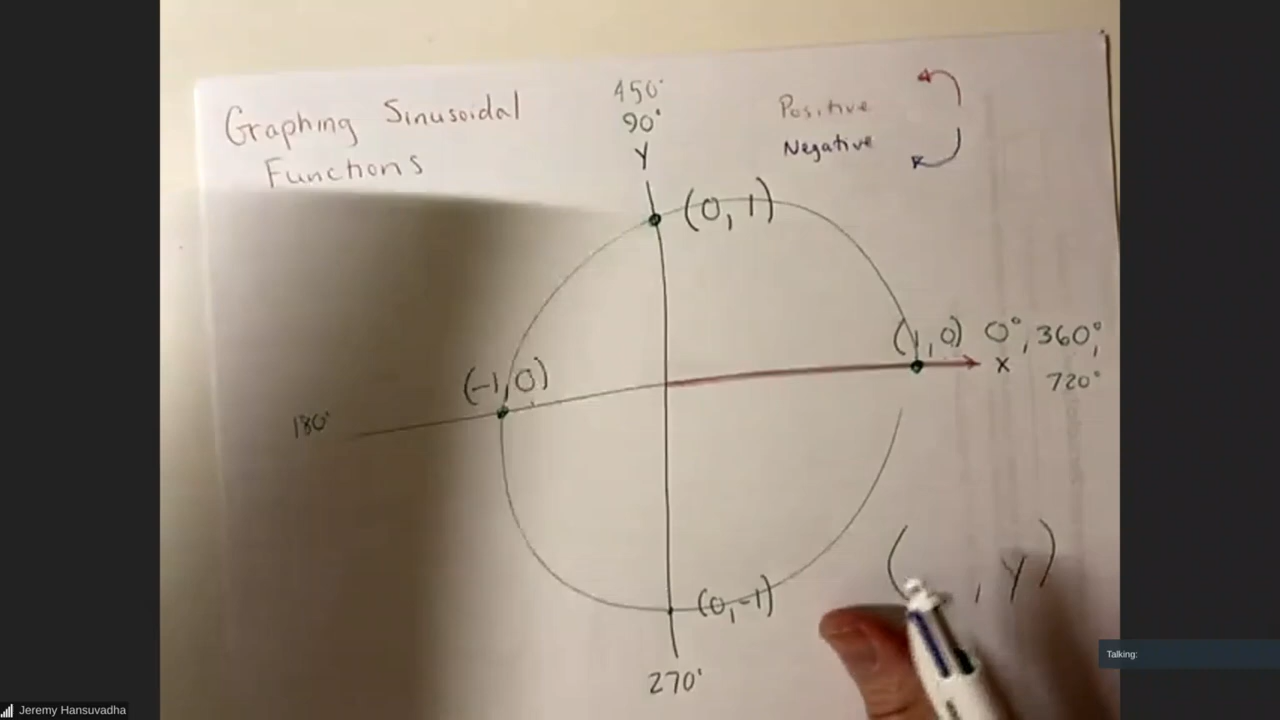 450°
90°
Y
Graphing Sinusoidal
Functions
Positive
Negative
(0, 1)
(1,0) 0°, 360°,
X
720°
(-1,0)
180°
( , Y)
(0,-1)
270°
Talking:
Jeremy Hansuvadha